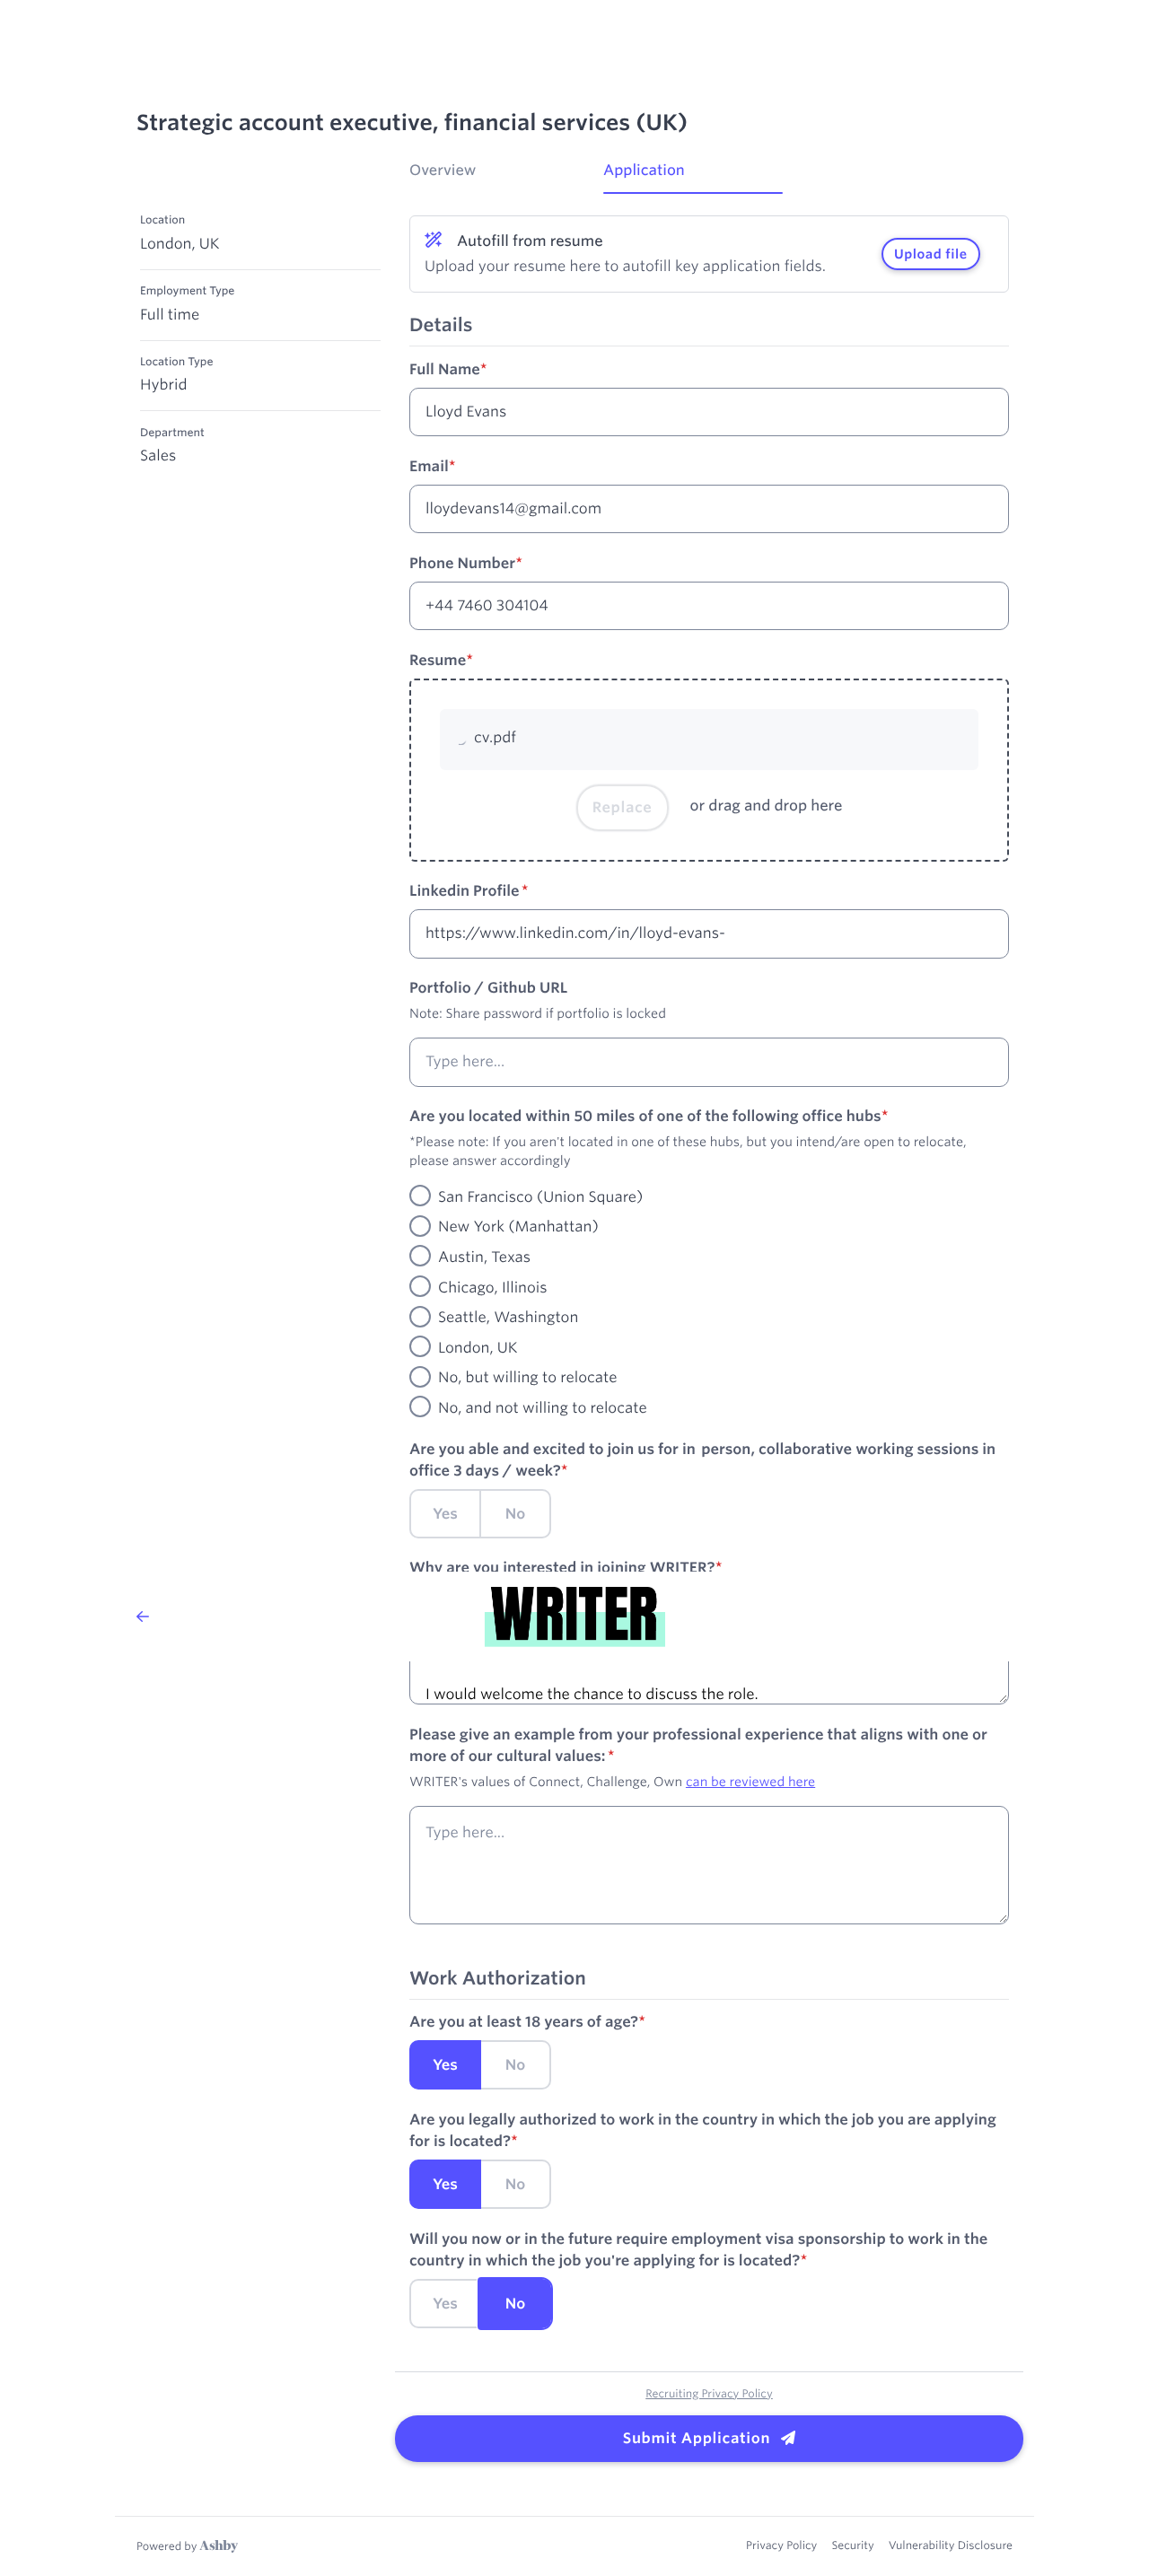 Strategic account executive, financial services (UK)
Overview
Application
Location
London, UK
Employment Type
Full time
Location Type
Hybrid
Department
Sales
Autofill from resume
Upload your resume here to autofill key application fields.
Upload file
Details
Full Name*
Lloyd Evans
Email*
lloydevans14@gmail.com
Phone Number*
+44 7460 304104
Resume*
cv.pdf
Replace
or drag and drop here
Linkedin Profile *
https://www.linkedin.com/in/lloyd-evans-
Portfolio / Github URL
Note: Share password if portfolio is locked
Type here...
Are you located within 50 miles of one of the following office hubs*
*Please note: If you aren't located in one of these hubs, but you intend/are open to relocate,
please answer accordingly
San Francisco (Union Square)
New York (Manhattan)
Austin, Texas
Chicago, Illinois
Seattle, Washington
London, UK
No, but willing to relocate
No, and not willing to relocate
Are you able and excited to join us for in person, collaborative working sessions in
office 3 days / week?*
Yes No
Why are you interested in joining WRITER?*
WRITER
I would welcome the chance to discuss the role.
Please give an example from your professional experience that aligns with one or
more of our cultural values: *
WRITER's values of Connect, Challenge, Own can be reviewed here
Type here...
Work Authorization
Are you at least 18 years of age?*
Yes No
Are you legally authorized to work in the country in which the job you are applying
for is located?*
Yes No
Will you now or in the future require employment visa sponsorship to work in the
country in which the job you're applying for is located?*
Yes No
Recruiting Privacy Policy
Submit Application
Powered by Ashby
Privacy Policy Security Vulnerability Disclosure